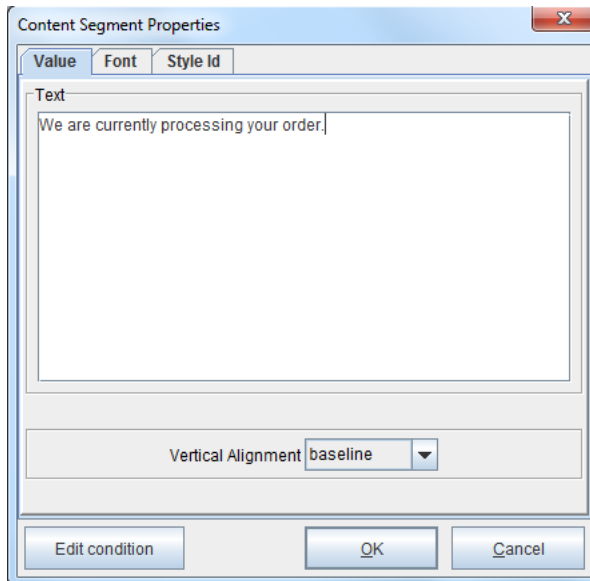 Content Segment Properties
Value Font Style Id
Text
We are currently processing your order.
Vertical Alignment baseline
Edit condition OK Cancel